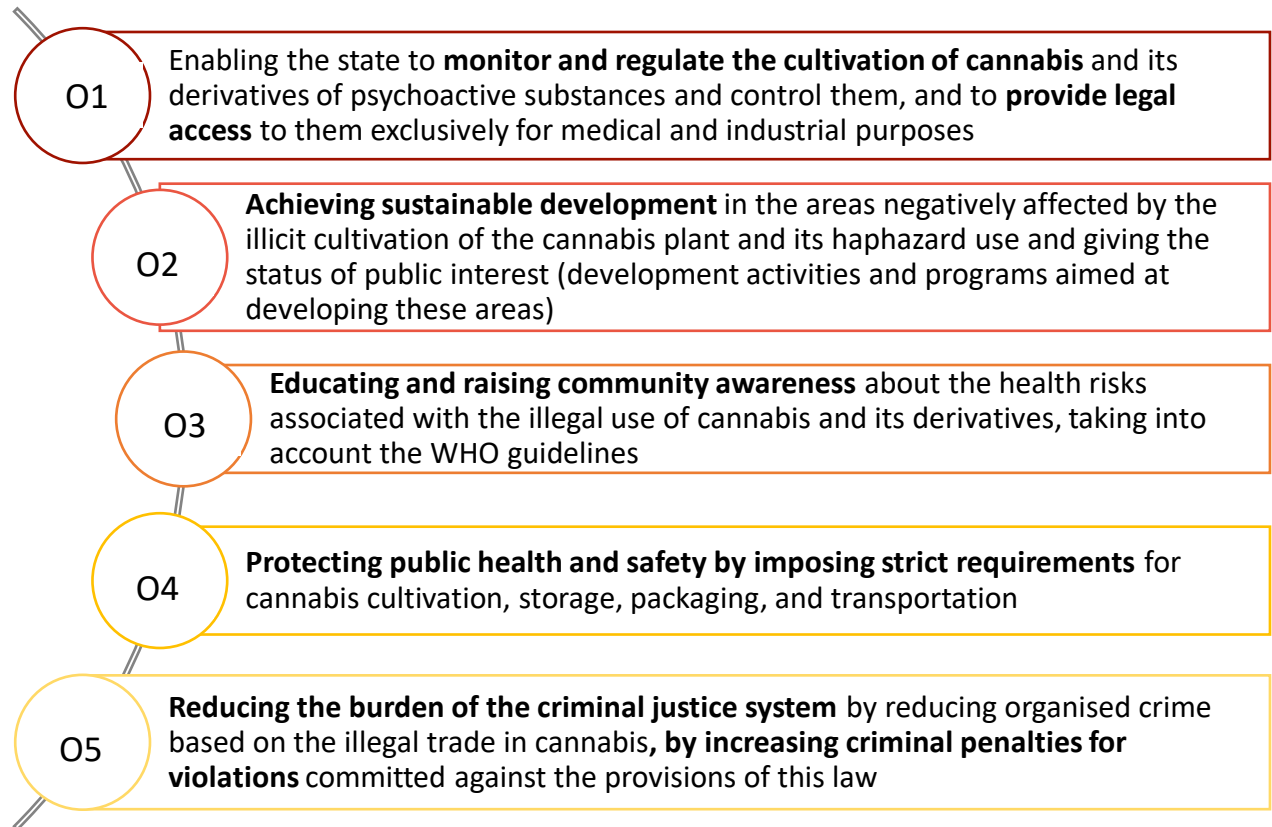 O1
Enabling the state to monitor and regulate the cultivation of cannabis and its
derivatives of psychoactive substances and control them, and to provide legal
access to them exclusively for medical and industrial purposes
O2
Achieving sustainable development in the areas negatively affected by the
illicit cultivation of the cannabis plant and its haphazard use and giving the
status of public interest (development activities and programs aimed at
developing these areas)
O3
Educating and raising community awareness about the health risks
associated with the illegal use of cannabis and its derivatives, taking into
account the WHO guidelines
O4
Protecting public health and safety by imposing strict requirements for
cannabis cultivation, storage, packaging, and transportation
O5
Reducing the burden of the criminal justice system by reducing organised crime
based on the illegal trade in cannabis, by increasing criminal penalties for
violations committed against the provisions of this law